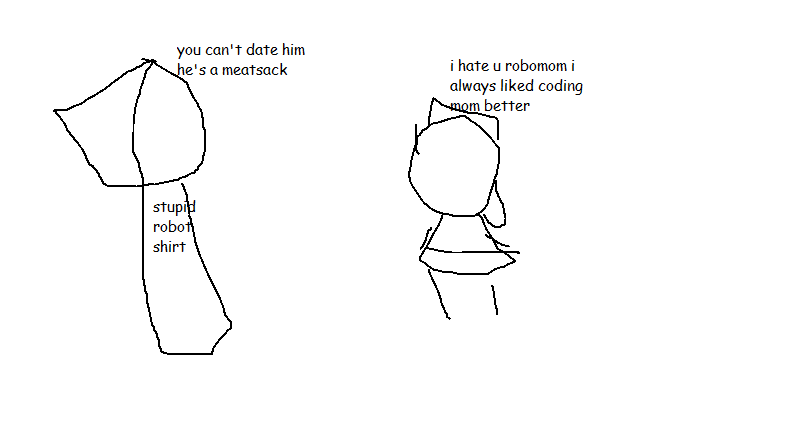 you can't date him
he's a meatsack
i hate u robomom i
always liked coding
mom better
stupid
robot
shirt